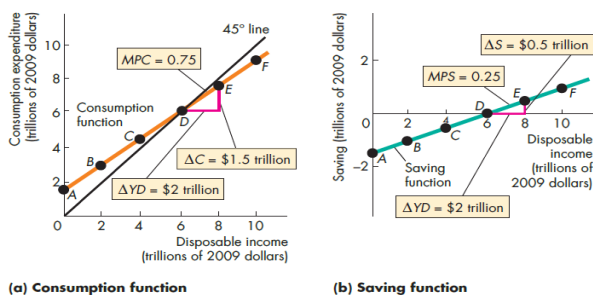 Consumption expenditure
(trillions of 2009 dollars)
10
8
6
4
2
0
2
4
6
8
10
45° line
MPC = 0.75
Consumption
function
A
B
C
D
E
F
ΔC = $1.5 trillion
ΔYD = $2 trillion
Disposable income
(trillions of 2009 dollars)
(a) Consumption function
Saving (trillions of 2009 dollars)
2
0
–2
2
4
6
8
10
ΔS = $0.5 trillion
MPS = 0.25
A
B
C
D
E
F
Saving
function
ΔYD = $2 trillion
Disposable
income
(trillions of
2009 dollars)
(b) Saving function